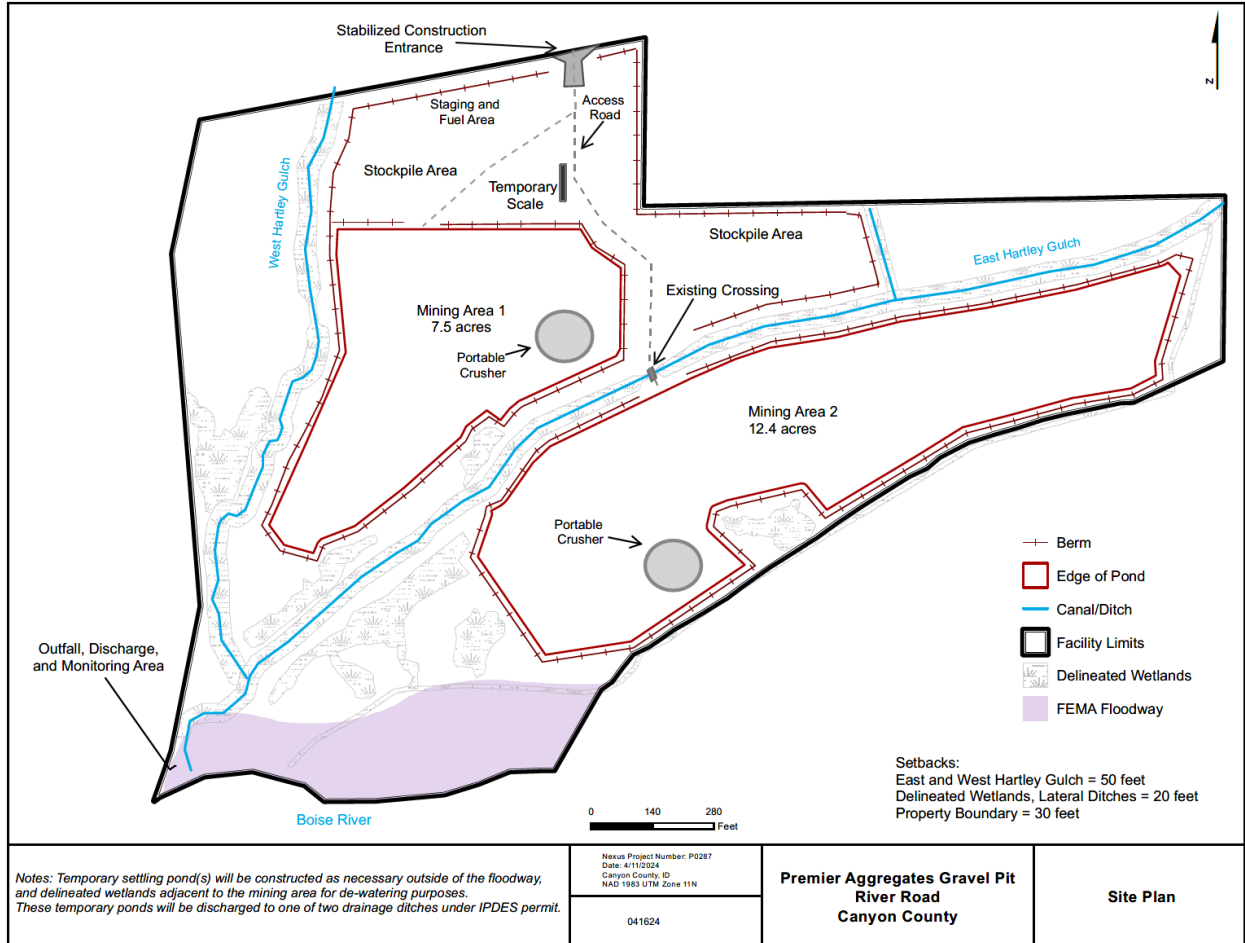 Stabilized Construction
Entrance
Z
Staging and
Fuel Area
Access
Road
Stockpile Area
Temporary
Scale
West Hartley Gulch
Stockpile Area
East Hartley Gulch
Existing Crossing
Mining Area 1
7.5 acres
Portable
Crusher
Mining Area 2
12.4 acres
Portable
Crusher
Outfall, Discharge,
and Monitoring Area
Berm
Edge of Pond
Canal/Ditch
Facility Limits
Delineated Wetlands
FEMA Floodway
Setbacks:
East and West Hartley Gulch = 50 feet
Delineated Wetlands, Lateral Ditches = 20 feet
Property Boundary = 30 feet
0 140 280
Feet
Boise River
Notes: Temporary settling pond(s) will be constructed as necessary outside of the floodway,
and delineated wetlands adjacent to the mining area for de-watering purposes.
These temporary ponds will be discharged to one of two drainage ditches under IPDES permit.
Nexus Project Number: P0287
Date: 4/11/2024
Canyon County, ID
NAD 1983 UTM Zone 11N
041624
Premier Aggregates Gravel Pit
River Road
Canyon County
Site Plan